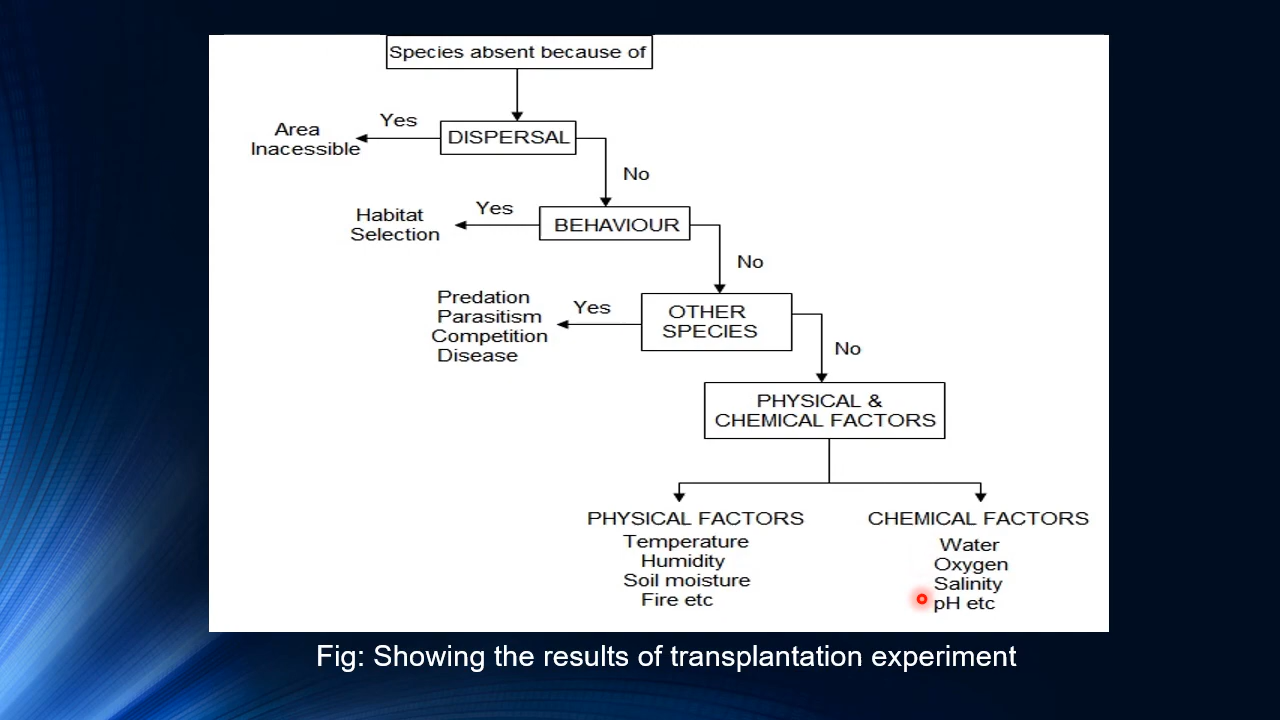 Species absent because of
Yes
Area
Inacessible
DISPERSAL
No
Yes
Habitat
Selection
BEHAVIOUR
No
Predation
Parasitism
Competition
Disease
Yes
OTHER
SPECIES
No
PHYSICAL &
CHEMICAL FACTORS
PHYSICAL FACTORS
Temperature
Humidity
Soil moisture
Fire etc
CHEMICAL FACTORS
Water
Oxygen
Salinity
pH etc
Fig: Showing the results of transplantation experiment